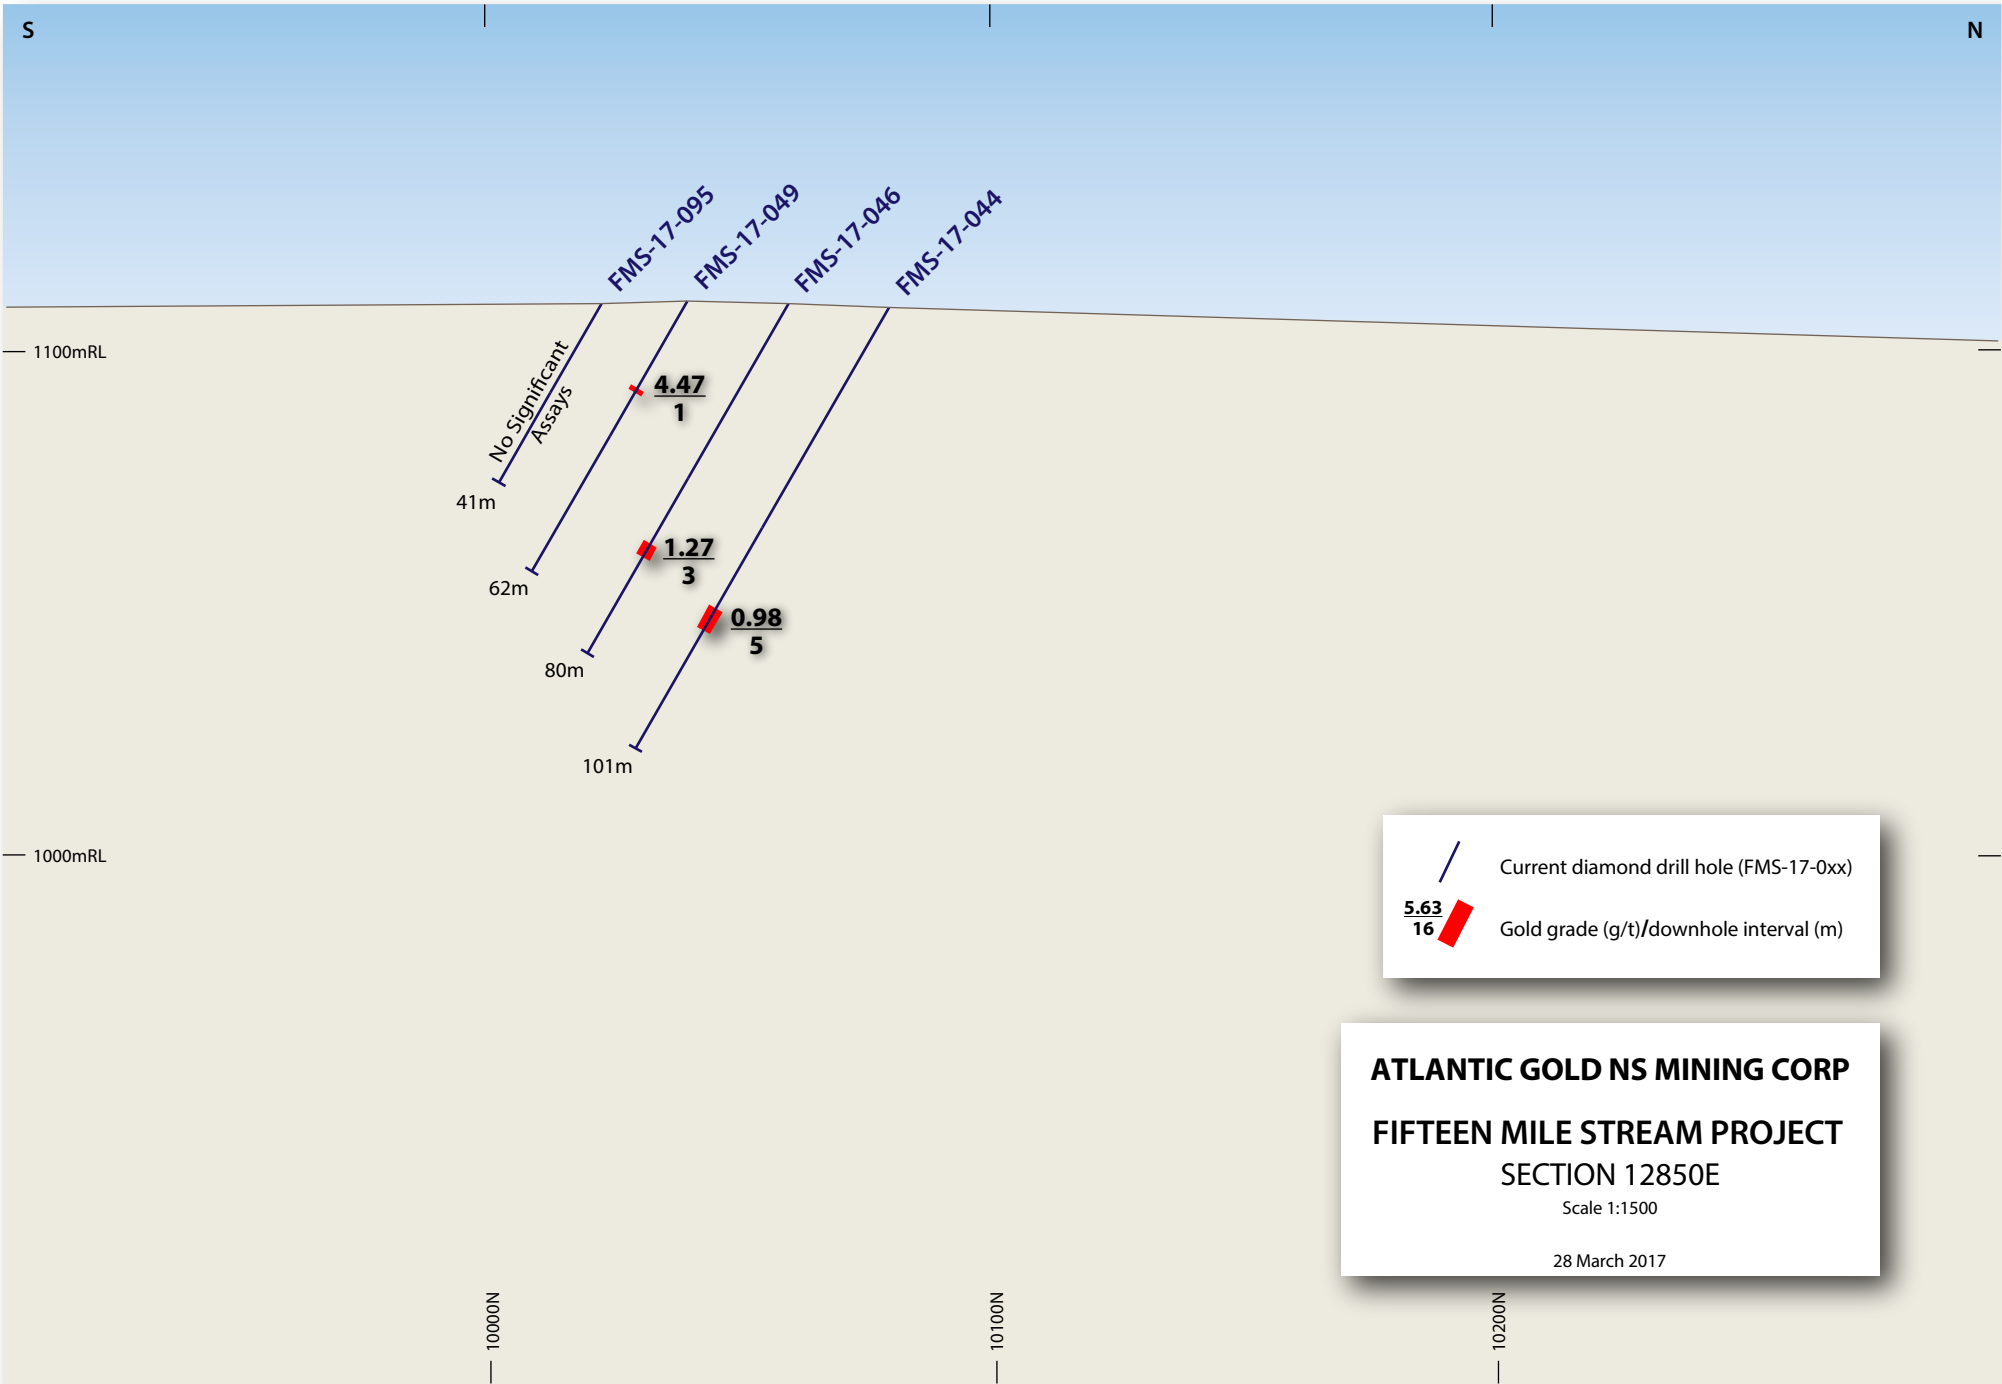 S
N
FMS-17-095
FMS-17-049
FMS-17-046
FMS-17-044
1100mRL
No Significant
Assays
4.47
1
41m
1.27
3
62m
0.98
5
80m
101m
1000mRL
Current diamond drill hole (FMS-17-0xx)
5.63
16
Gold grade (g/t)/downhole interval (m)
ATLANTIC GOLD NS MINING CORP
FIFTEEN MILE STREAM PROJECT
SECTION 12850E
Scale 1:1500
28 March 2017
10000N
10100N
10200N